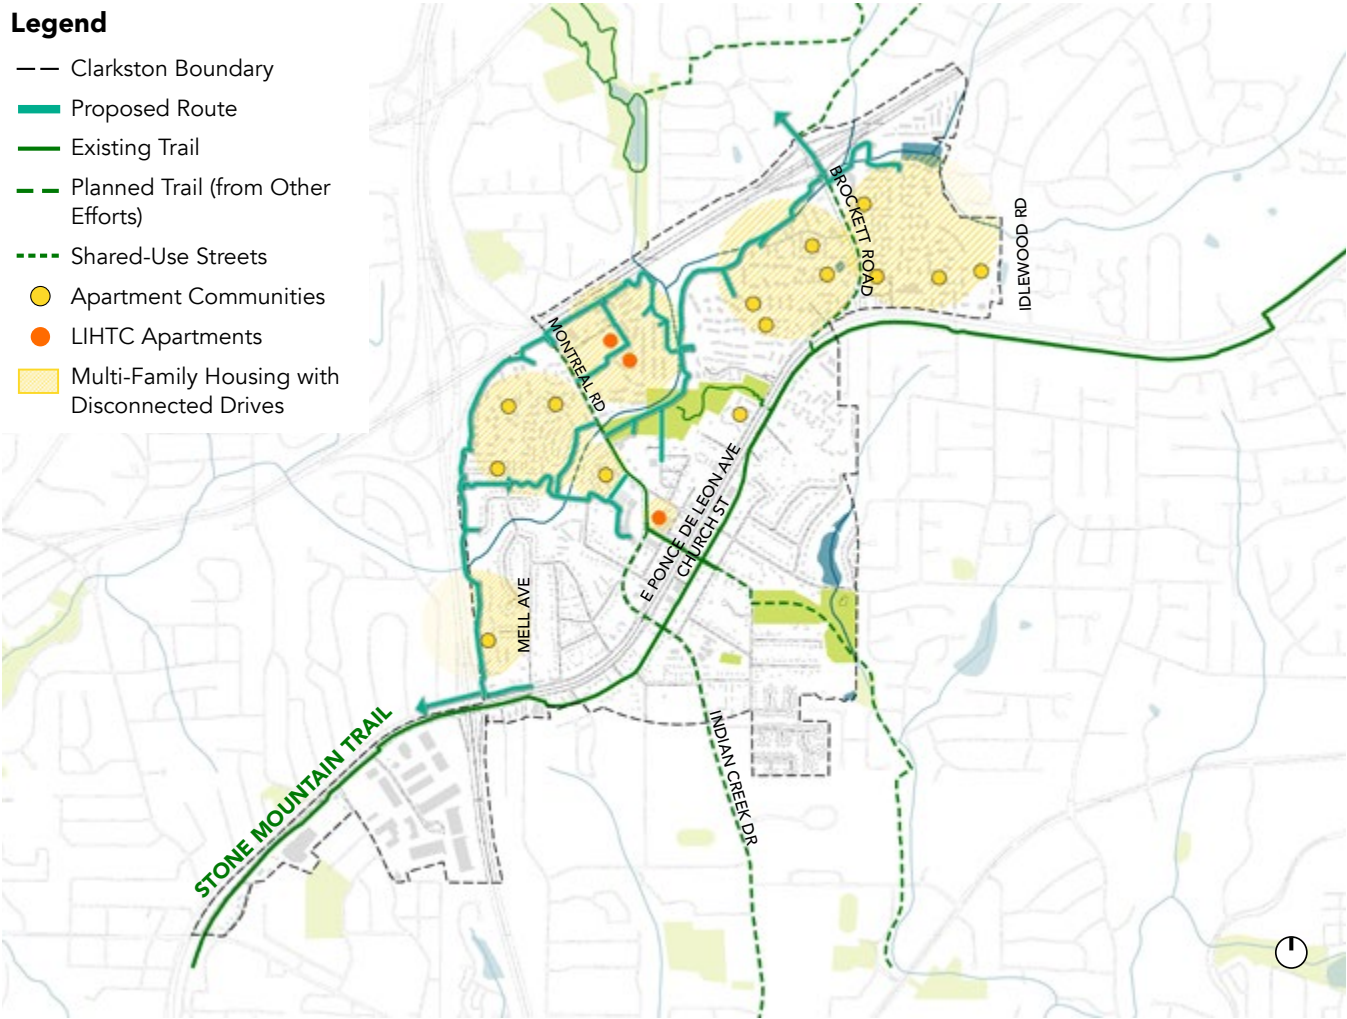 Legend
Clarkston Boundary
Proposed Route
Existing Trail
Planned Trail (from Other
Efforts)
Shared-Use Streets
Apartment Communities
LIHTC Apartments
Multi-Family Housing with
Disconnected Drives
BROCKETT ROAD
IDLEWOOD RD
MONTREAL RD
E PONCE DE LEON AVE
CHURCH ST
MELL AVE
INDIAN CREEK DR
STONE MOUNTAIN TRAIL